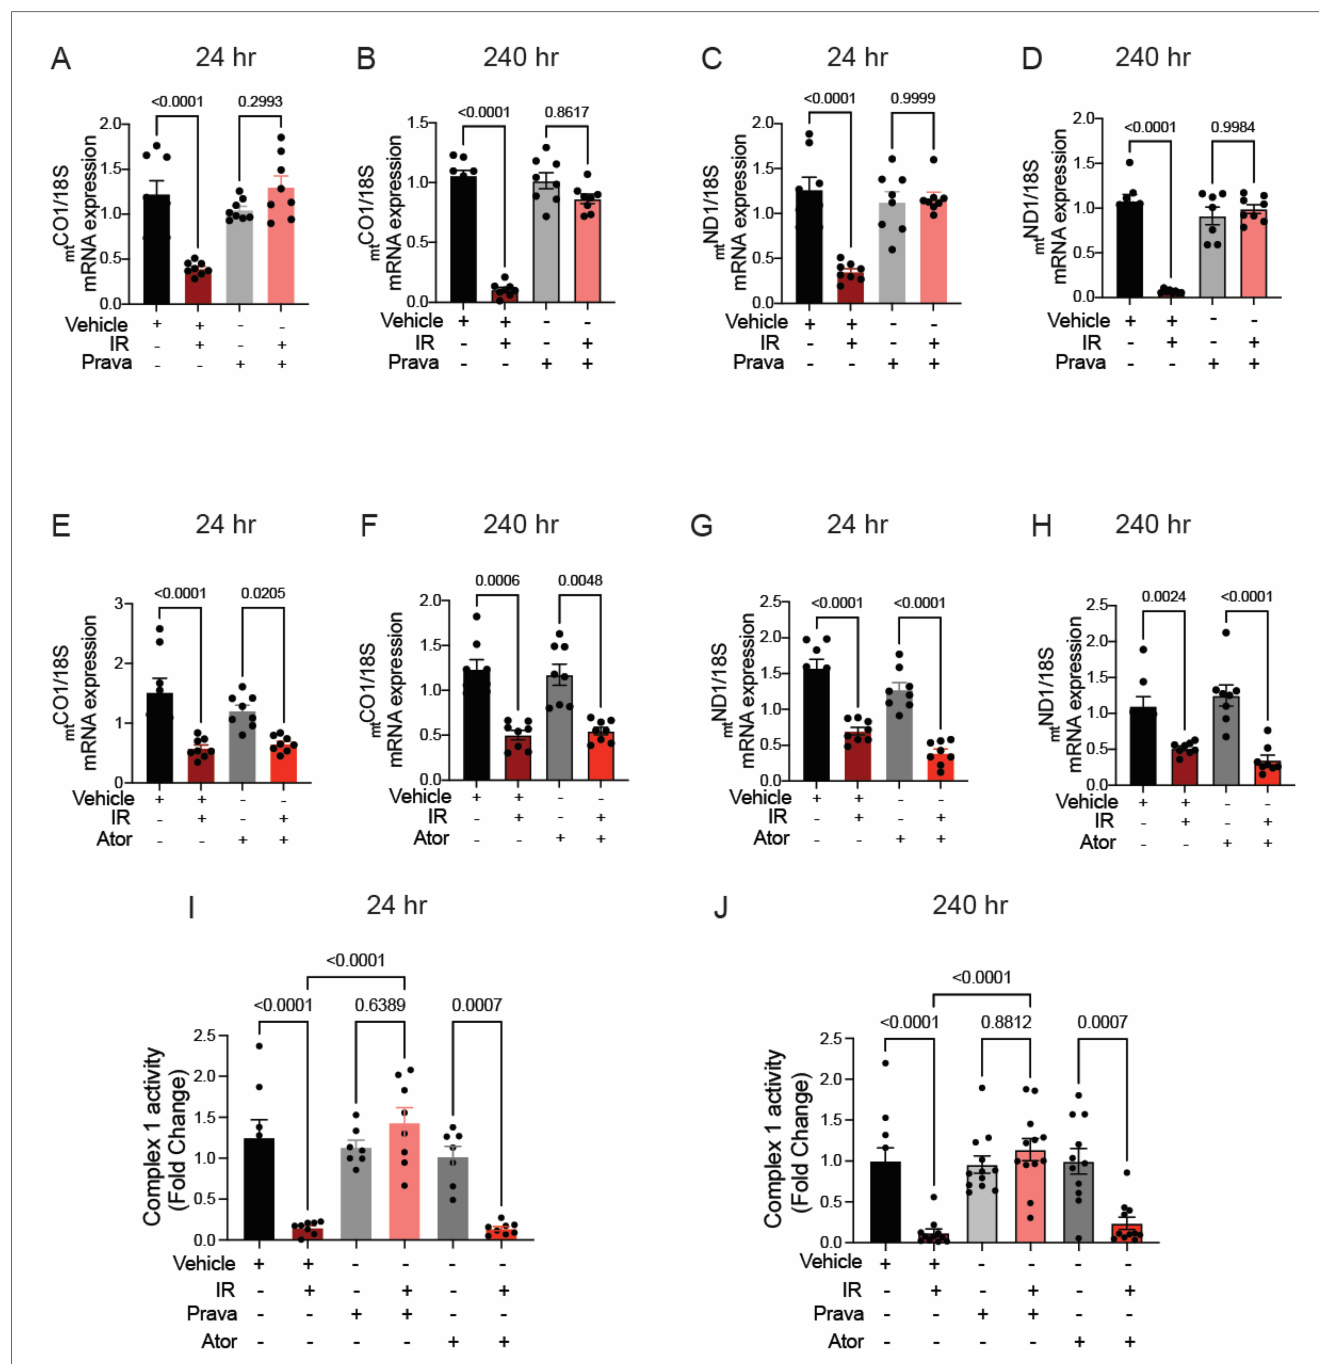 A 24 hr
B 240 hr
C 24 hr
D 240 hr
<0.0001 0.2993
<0.0001 0.8617
<0.0001 0.9999
<0.0001 0.9984
mtCO1/18S
mRNA expression
2.0
1.5
1.0
0.5
0.0
Vehicle + + - -
IR - + - +
Prava - - + +
mtCO1/18S
mRNA expression
1.5
1.0
0.5
0.0
Vehicle + + - -
IR - + - +
Prava - - + +
mtND1/18S
mRNA expression
2.0
1.5
1.0
0.5
0.0
Vehicle + + - -
IR - + - +
Prava - - + +
mtND1/18S
mRNA expression
2.0
1.5
1.0
0.5
0.0
Vehicle + + - -
IR - + - +
Prava - - + +
E 24 hr
F 240 hr
G 24 hr
H 240 hr
<0.0001 0.0205
0.0006 0.0048
<0.0001 <0.0001
0.0024 <0.0001
mtCO1/18S
mRNA expression
3
2
1
0
Vehicle + + - -
IR - + - +
Ator - - + +
mtCO1/18S
mRNA expression
2.0
1.5
1.0
0.5
0.0
Vehicle + + - -
IR - + - +
Ator - - + +
mtND1/18S
mRNA expression
2.5
2.0
1.5
1.0
0.5
0.0
Vehicle + + - -
IR - + - +
Ator - - + +
mtND1/18S
mRNA expression
2.5
2.0
1.5
1.0
0.5
0.0
Vehicle + + - -
IR - + - +
Ator - - + +
I 24 hr
<0.0001
<0.0001 0.6389 0.0007
Complex 1 activity
(Fold Change)
2.5
2.0
1.5
1.0
0.5
0.0
Vehicle + + - - - -
IR - + - + - +
Prava - - + + - -
Ator - - - - + +
J 240 hr
<0.0001
<0.0001 0.8812 0.0007
Complex 1 activity
(Fold Change)
2.5
2.0
1.5
1.0
0.5
0.0
Vehicle + + - - - -
IR - + - + - +
Prava - - + + - -
Ator - - - - + +